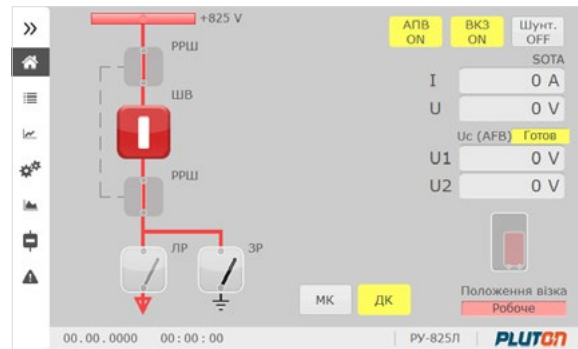 +825 V
РРШ
ШВ
РРШ
ЛР
ЗР
АПВ
ON
ВКЗ
ON
Шунт.
OFF
SOTA
I 0 A
U 0 V
Uc (AFB) Готов
U1 0 V
U2 0 V
МК
ДК
Положення візка
Робоче
00.00.0000 00:00:00
РУ-825Л
PLUTON